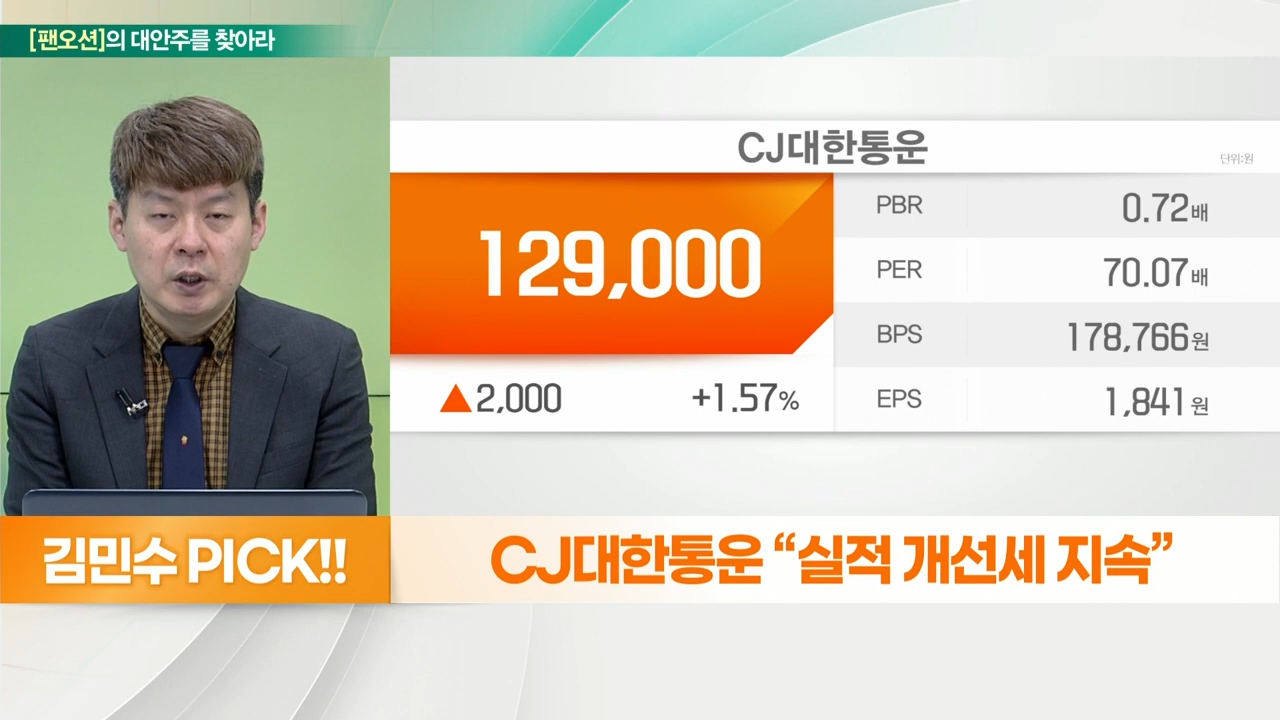 [팬오션]의 대안주를 찾아라
CJ대한통운
단위:원
129,000
▲2,000 +1.57%
PBR 0.72배
PER 70.07배
BPS 178,766원
EPS 1,841원
김민수 PICK!!
CJ대한통운 “실적 개선세 지속”